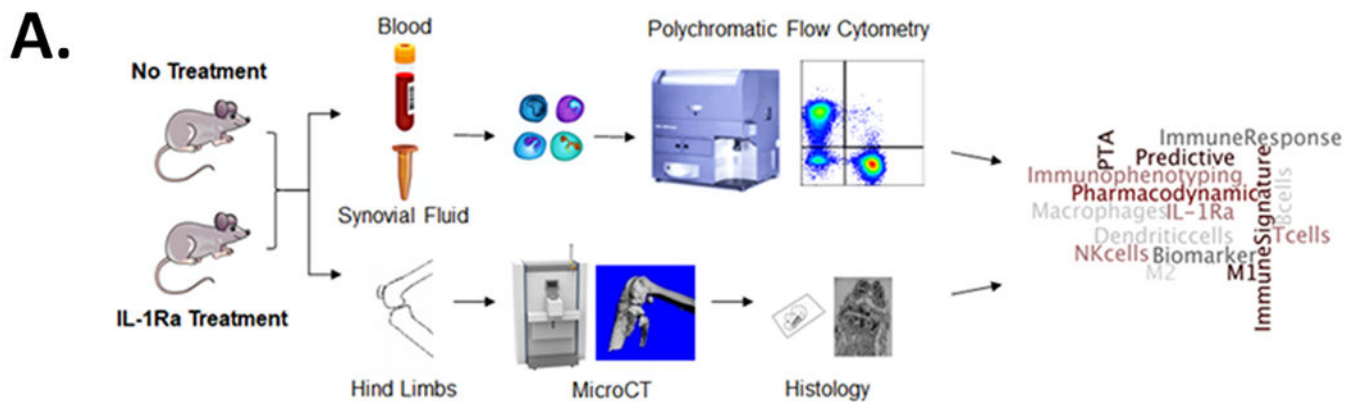 A.
No Treatment
IL-1Ra Treatment
Blood
Synovial Fluid
Polychromatic Flow Cytometry
Hind Limbs
MicroCT
Histology
PTA
ImmuneResponse
Predictive
Immunophenotyping
Pharmacodynamic
Macrophages
IL-1Ra
ImmuneSignature
Bcells
Dendriticcells
Tcells
NKcells
Biomarker
M2
M1